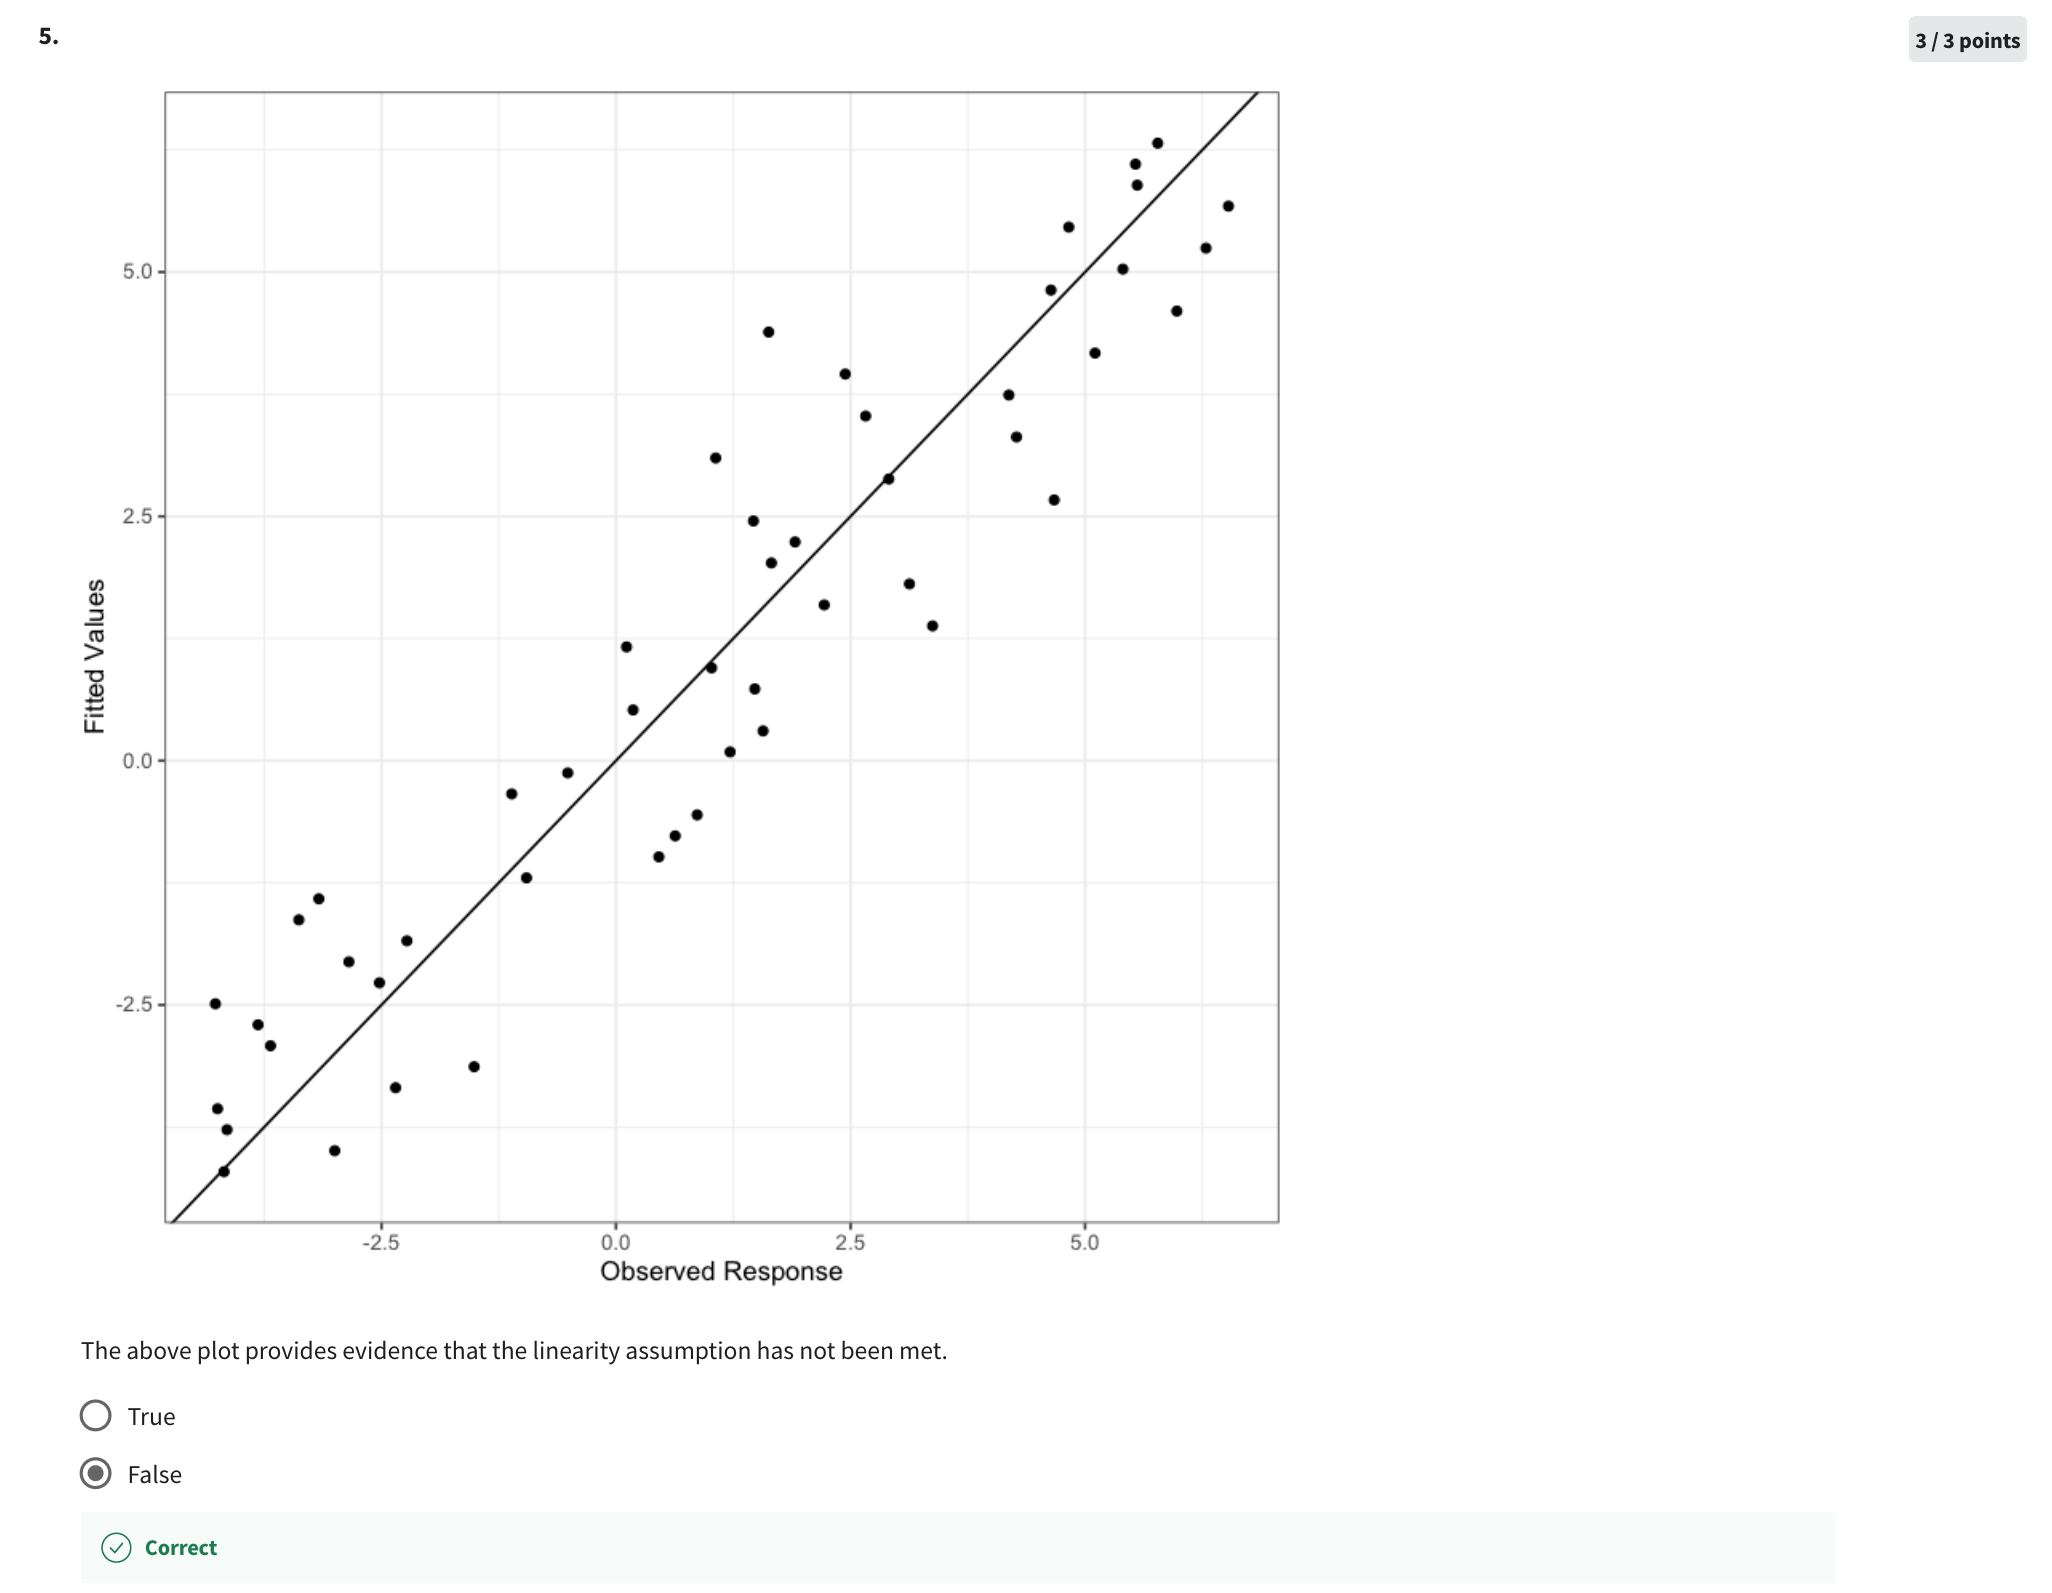 5.
3 / 3 points
Fitted Values
5.0
2.5
0.0
-2.5
-2.5 0.0 2.5 5.0
Observed Response
The above plot provides evidence that the linearity assumption has not been met.
True
False
Correct